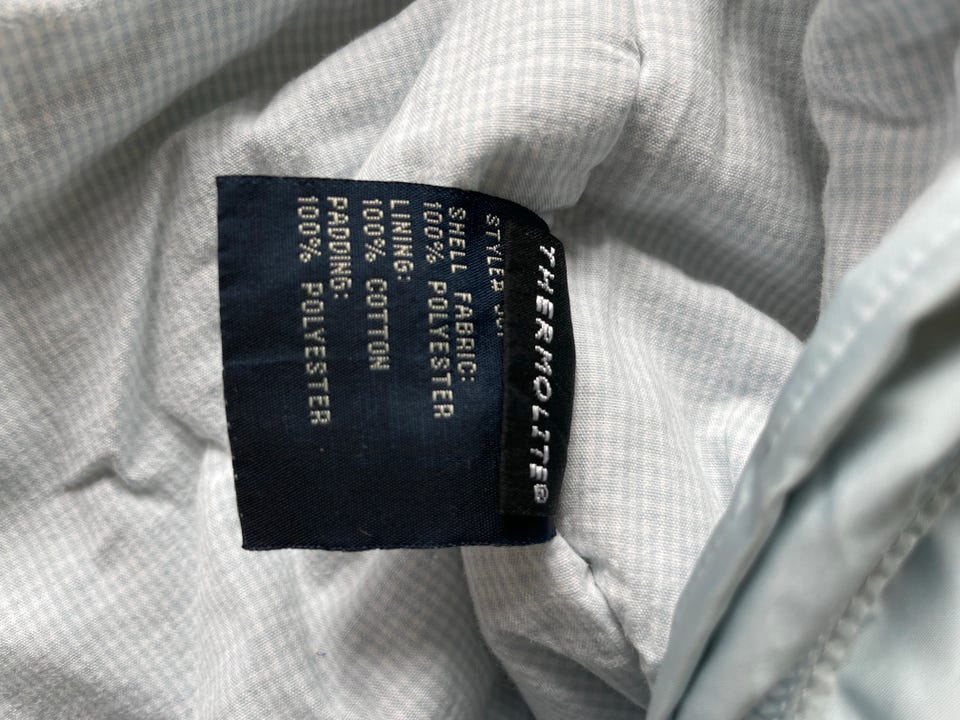 THERMOLITE®
SHELL FABRIC:
100% POLYESTER
LINING:
100% COTTON
PADDING:
100% POLYESTER